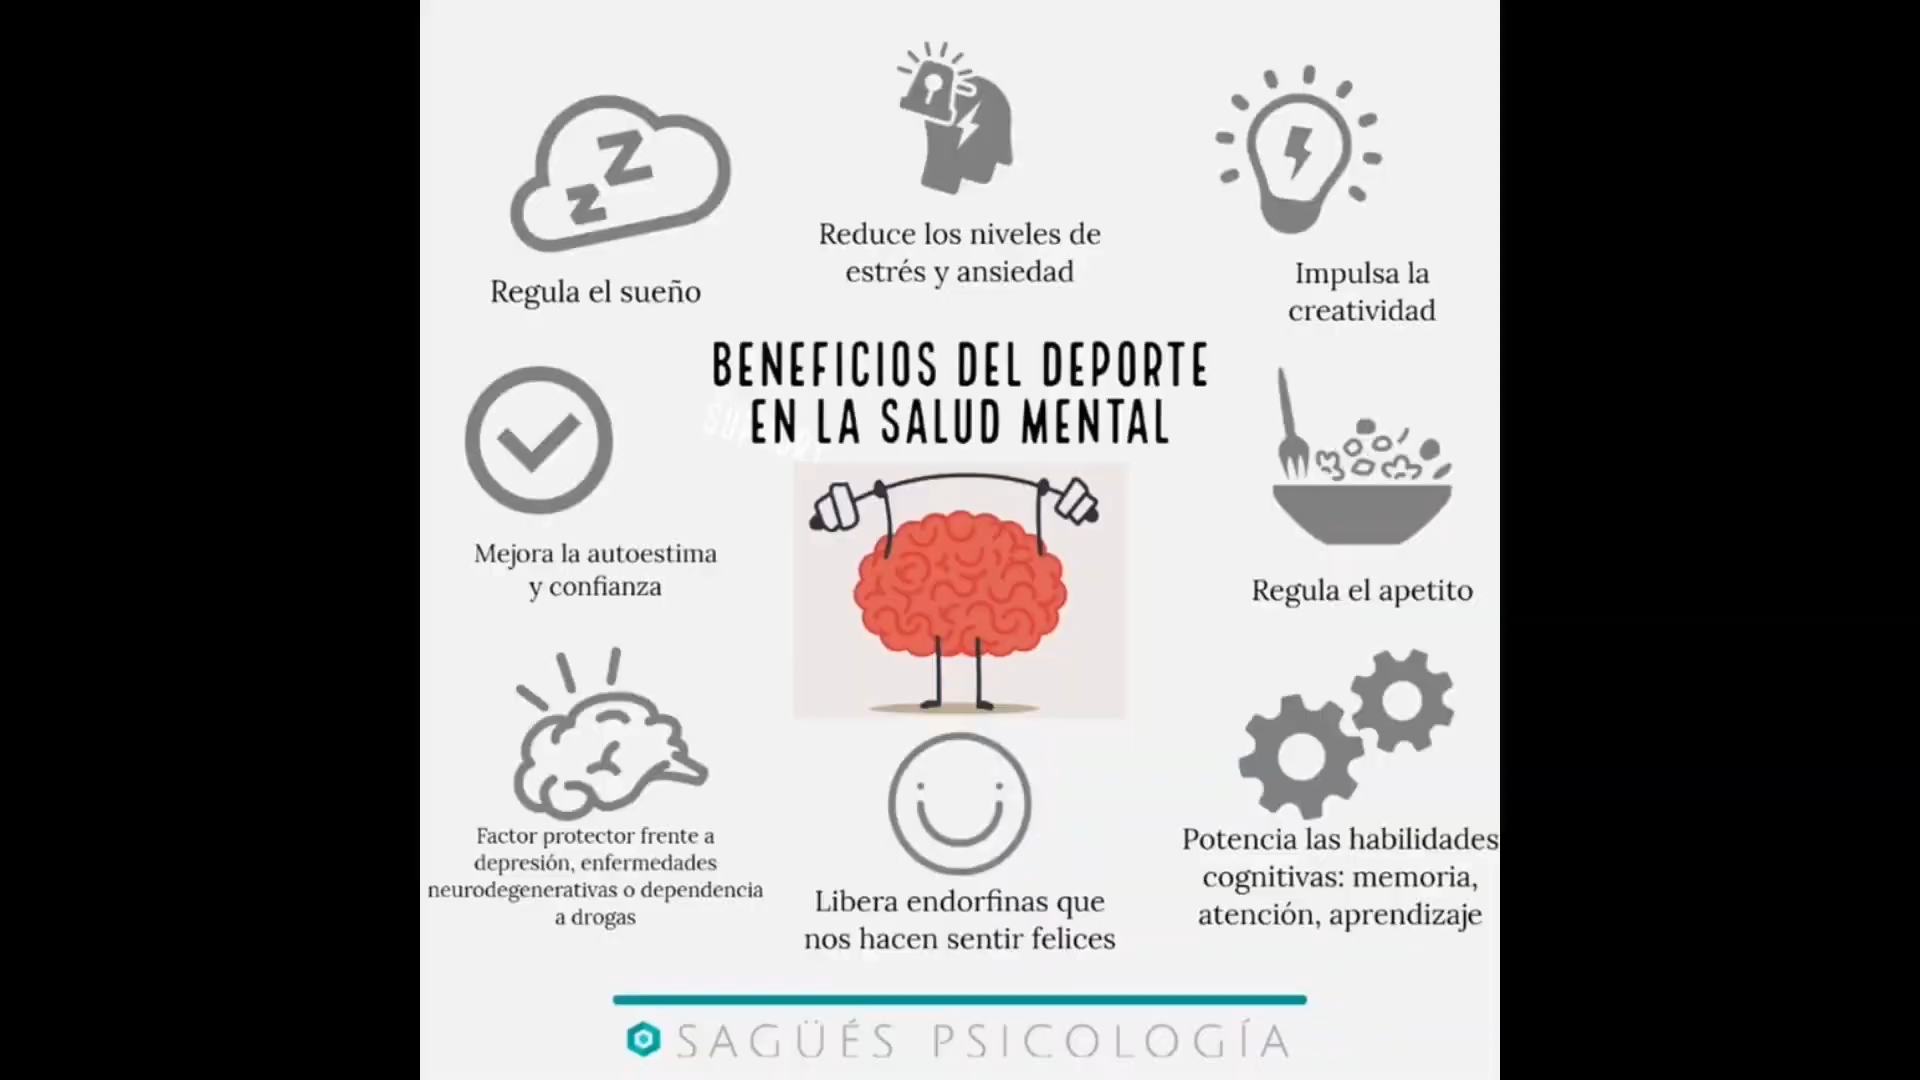 Reduce los niveles de
estrés y ansiedad
Regula el sueño
Impulsa la
creatividad
BENEFICIOS DEL DEPORTE
EN LA SALUD MENTAL
Mejora la autoestima
y confianza
Regula el apetito
Factor protector frente a
depresión, enfermedades
neurodegenerativas o dependencia
a drogas
Libera endorfinas que
nos hacen sentir felices
Potencia las habilidades
cognitivas: memoria,
atención, aprendizaje
SAGÜÉS PSICOLOGÍA